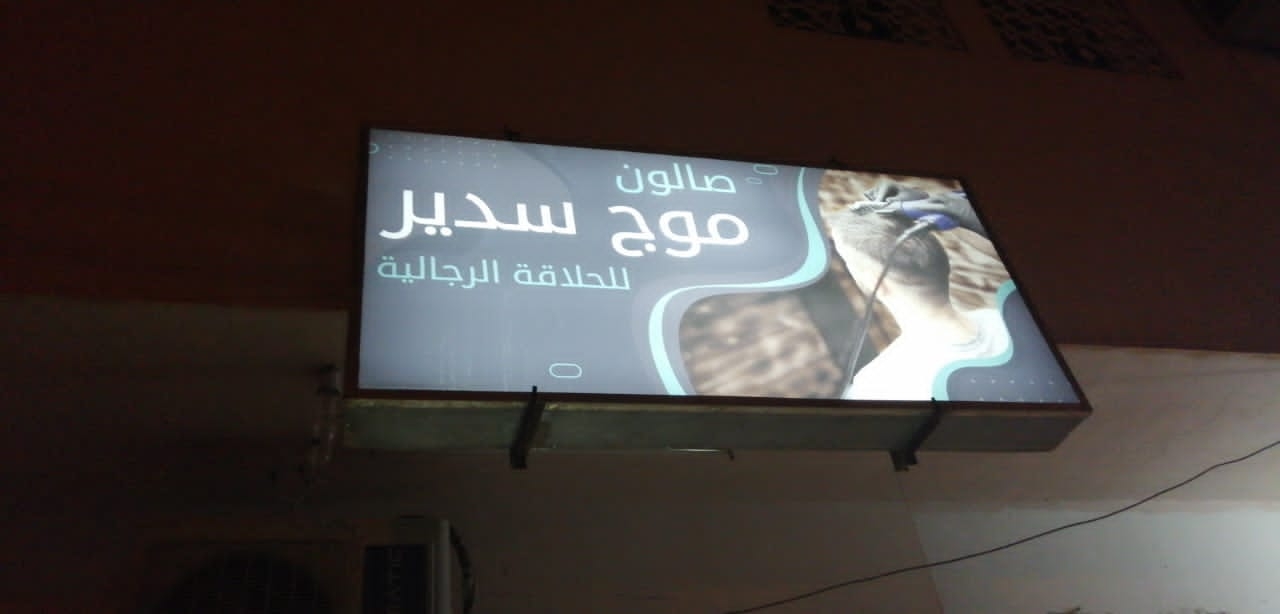 صالون
موج سدير
للحلاقة الرجالية